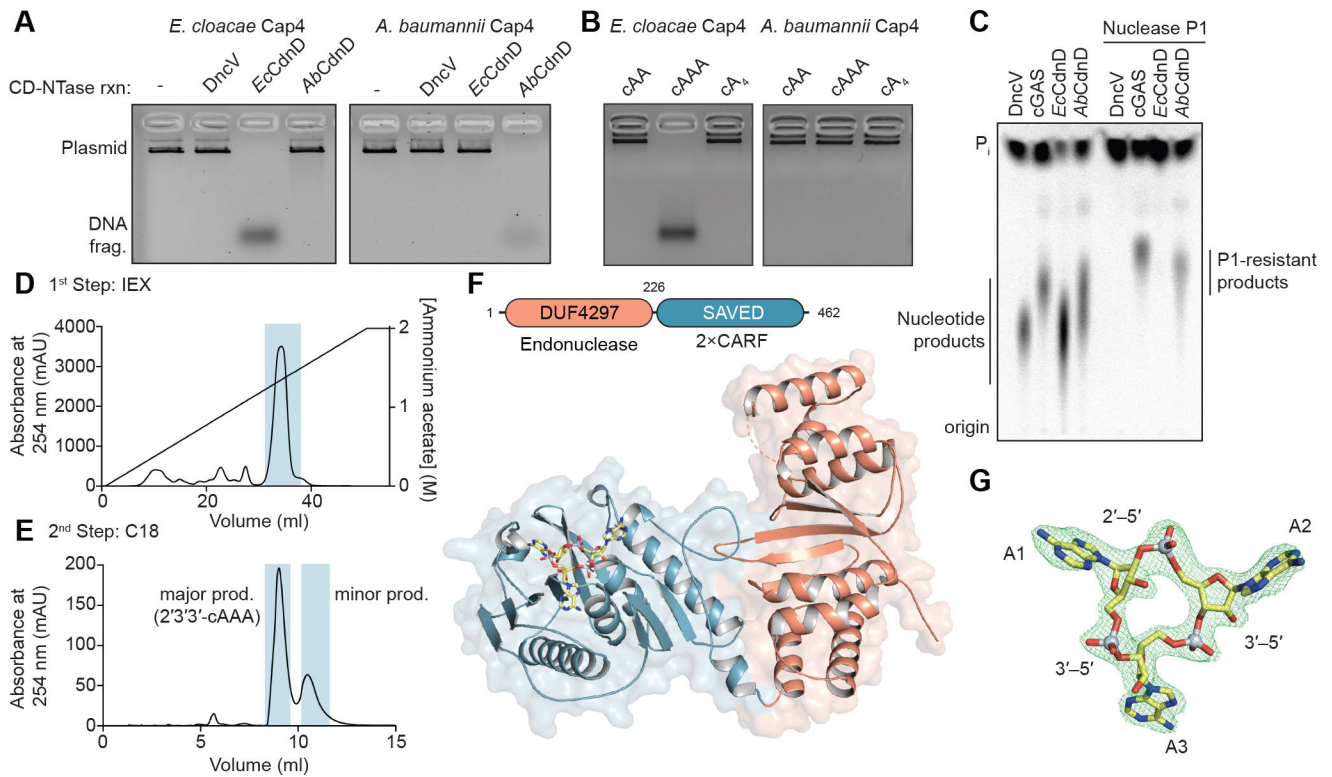 A
E. cloacae Cap4
A. baumannii Cap4
CD-NTase rxn:
-
DncV
EcCdnD
AbCdnD
-
DncV
EcCdnD
AbCdnD
Plasmid
DNA
frag.
B
E. cloacae Cap4
A. baumannii Cap4
cAA
cAAA
cA₄
cAA
cAAA
cA₄
C
Nuclease P1
DncV
cGAS
EcCdnD
AbCdnD
DncV
cGAS
EcCdnD
AbCdnD
Pᵢ
P1-resistant
products
Nucleotide
products
origin
D
1ˢᵗ Step: IEX
Absorbance at
254 nm (mAU)
4000
3000
2000
1000
0
2
1
0
[Ammonium
acetate] (M)
0
20
40
Volume (ml)
E
2ⁿᵈ Step: C18
Absorbance at
254 nm (mAU)
200
150
100
50
0
major prod.
(2′3′3′-cAAA)
minor prod.
0
5
10
15
Volume (ml)
F
226
1
DUF4297
SAVED
462
Endonuclease
2×CARF
G
2′–5′
A1
A2
3′–5′
3′–5′
A3